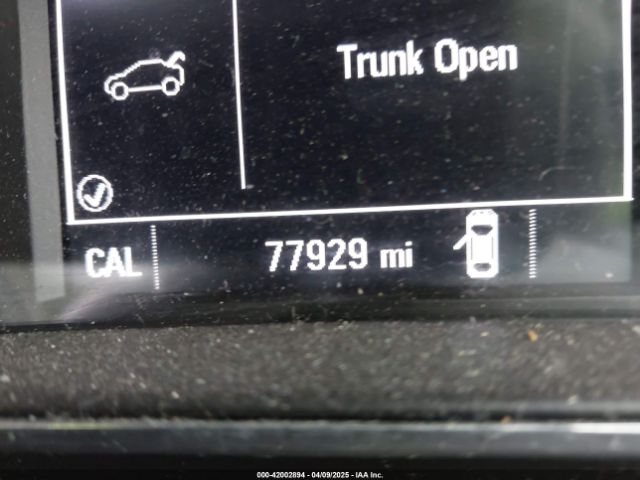 Trunk Open
CAL 77929 mi
000-42002894 - 04/09/2025 - IAA Inc.